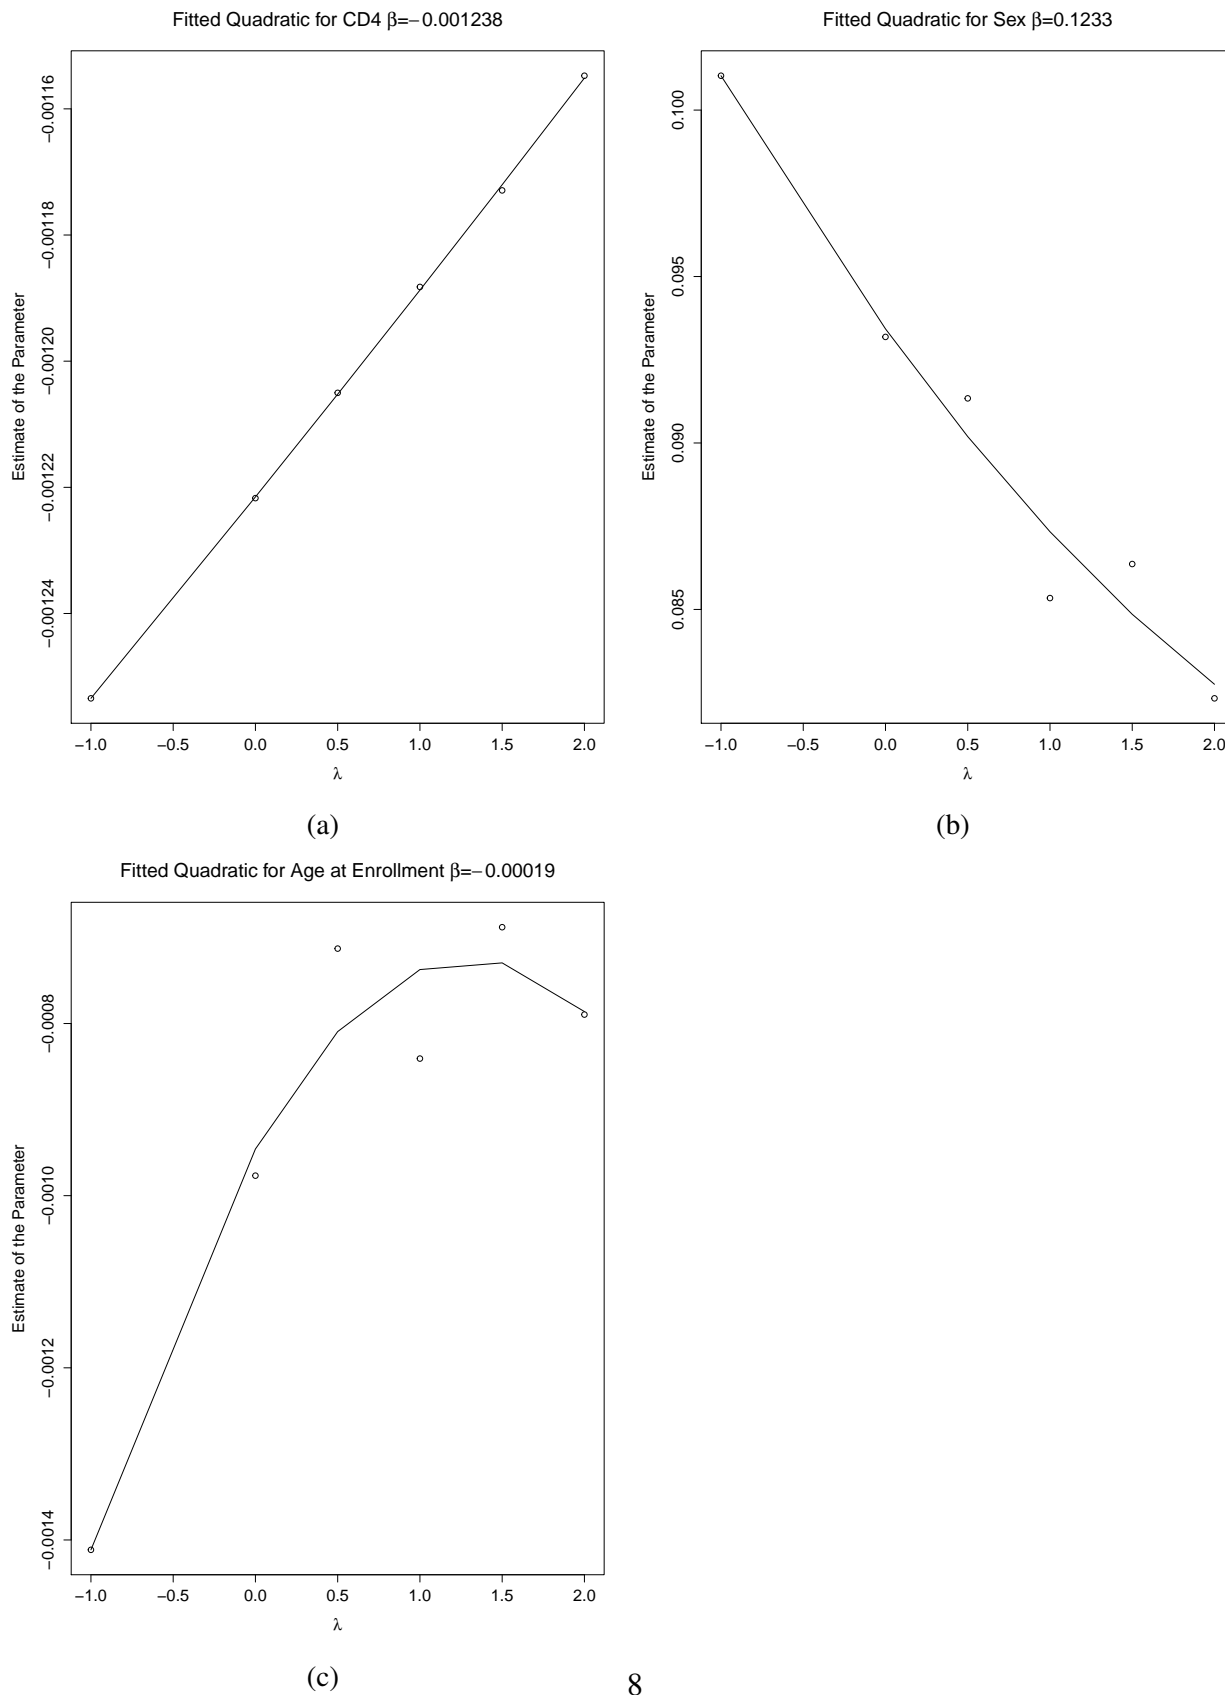 Fitted Quadratic for CD4 β=−0.001238
Estimate of the Parameter
−0.00116
−0.00118
−0.00120
−0.00122
−0.00124
−1.0 −0.5 0.0 0.5 1.0 1.5 2.0
λ
(a)
Fitted Quadratic for Sex β=0.1233
Estimate of the Parameter
0.100
0.095
0.090
0.085
−1.0 −0.5 0.0 0.5 1.0 1.5 2.0
λ
(b)
Fitted Quadratic for Age at Enrollment β=−0.00019
Estimate of the Parameter
−0.0008
−0.0010
−0.0012
−0.0014
−1.0 −0.5 0.0 0.5 1.0 1.5 2.0
λ
(c)
8